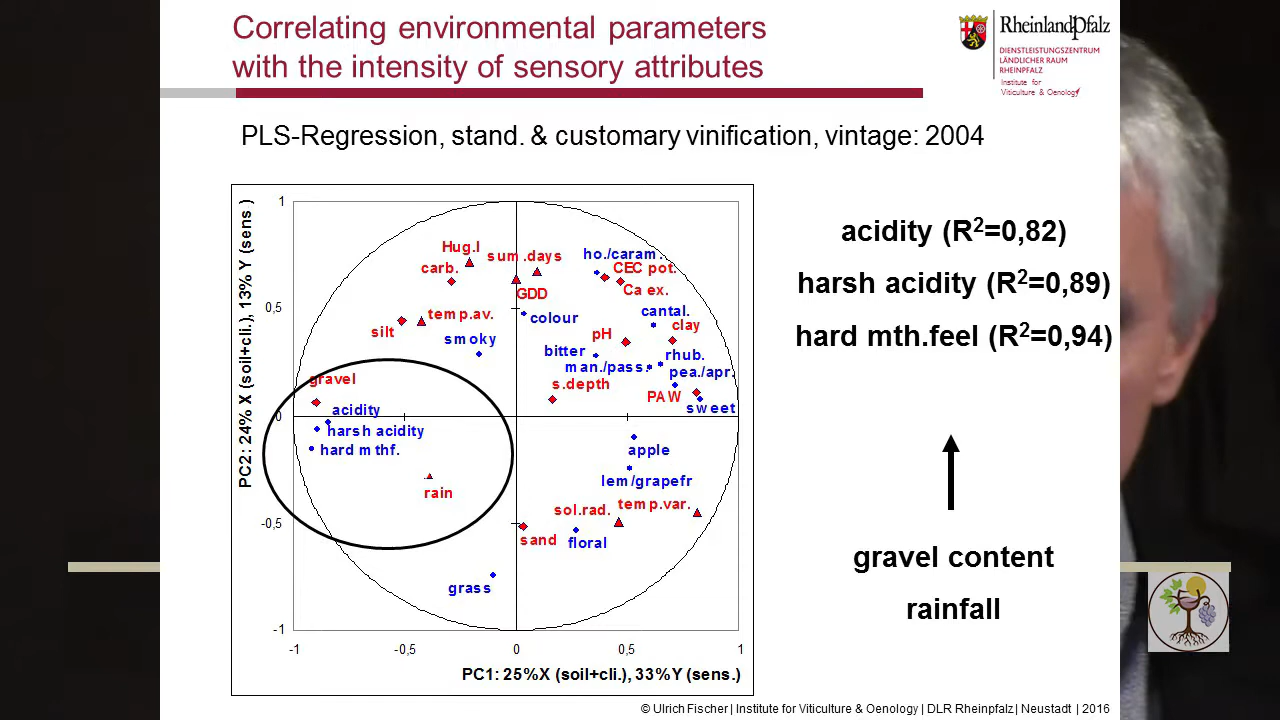 Correlating environmental parameters
with the intensity of sensory attributes
RheinlandPfalz
DIENSTLEISTUNGSZENTRUM
LÄNDLICHER RAUM
RHEINPFALZ
Institute for
Viticulture & Oenology
PLS-Regression, stand. & customary vinification, vintage: 2004
PC2: 24% X (soil+cli.), 13% Y (sens )
1
0,5
0
-0,5
-1
Hug.I
sum.days
ho./caram.
carb.
CEC pot.
GDD
Ca ex.
temp.av.
colour
cantal.
silt
smoky
pH
clay
bitter
rhub.
man./pass.
pea./apr.
gravel
s.depth
PAW
sweet
acidity
harsh acidity
hard mthf.
apple
rain
lem/grapefr
sol.rad.
temp.var.
sand
floral
grass
-1
-0,5
0
0,5
1
PC1: 25%X (soil+cli.), 33%Y (sens.)
acidity (R²=0,82)
harsh acidity (R²=0,89)
hard mth.feel (R²=0,94)
gravel content
rainfall
© Ulrich Fischer | Institute for Viticulture & Oenology | DLR Rheinpfalz | Neustadt | 2016